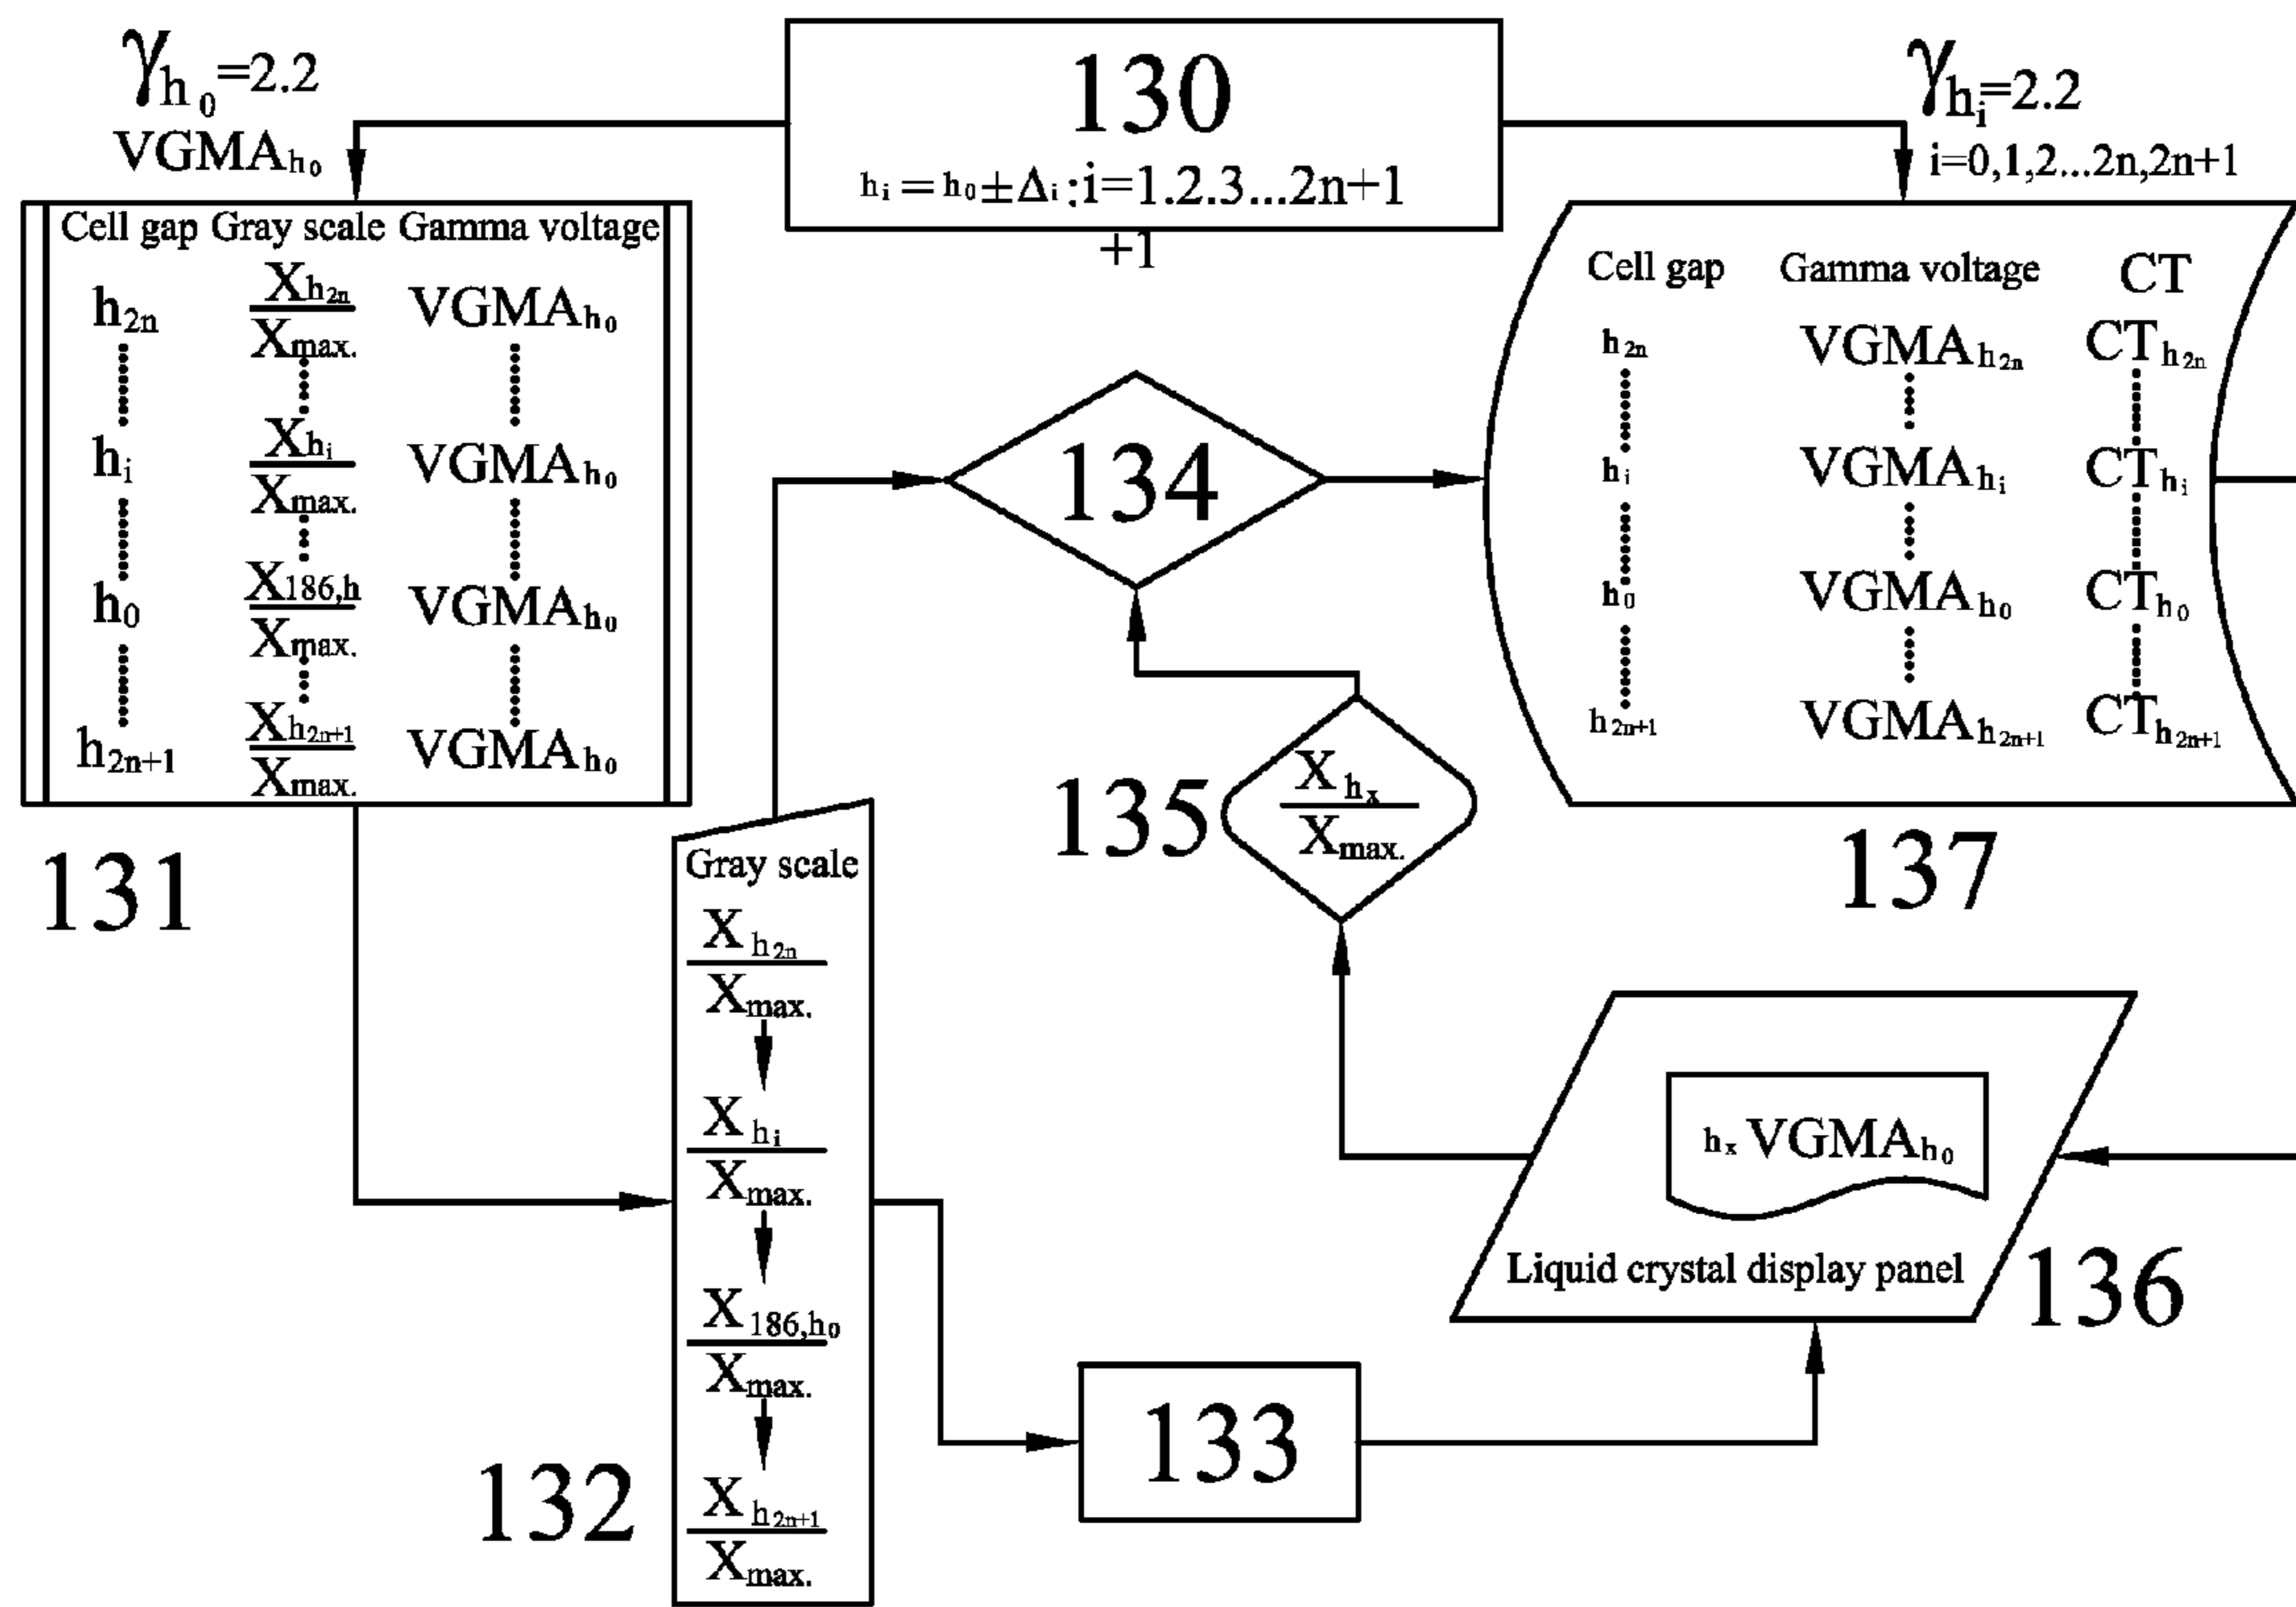 γh0=2.2
VGMAh0
130
hi=h0±Δi;i=1.2.3...2n+1
+1
γhi=2.2
i=0,1,2...2n,2n+1
Cell gap Gray scale Gamma voltage
h2n Xh2n/Xmax. VGMAh0
hi Xhi/Xmax. VGMAh0
h0 X186,h/Xmax. VGMAh0
h2n+1 Xh2n+1/Xmax. VGMAh0
131
Cell gap Gamma voltage CT
h2n VGMAh2n CTh2n
hi VGMAhi CThi
h0 VGMAh0 CTh0
h2n+1 VGMAh2n+1 CTh2n+1
137
134
135
Xhx/Xmax.
Gray scale
Xh2n/Xmax.
Xhi/Xmax.
X186,h0/Xmax.
Xh2n+1/Xmax.
132
133
hx VGMAh0
Liquid crystal display panel
136